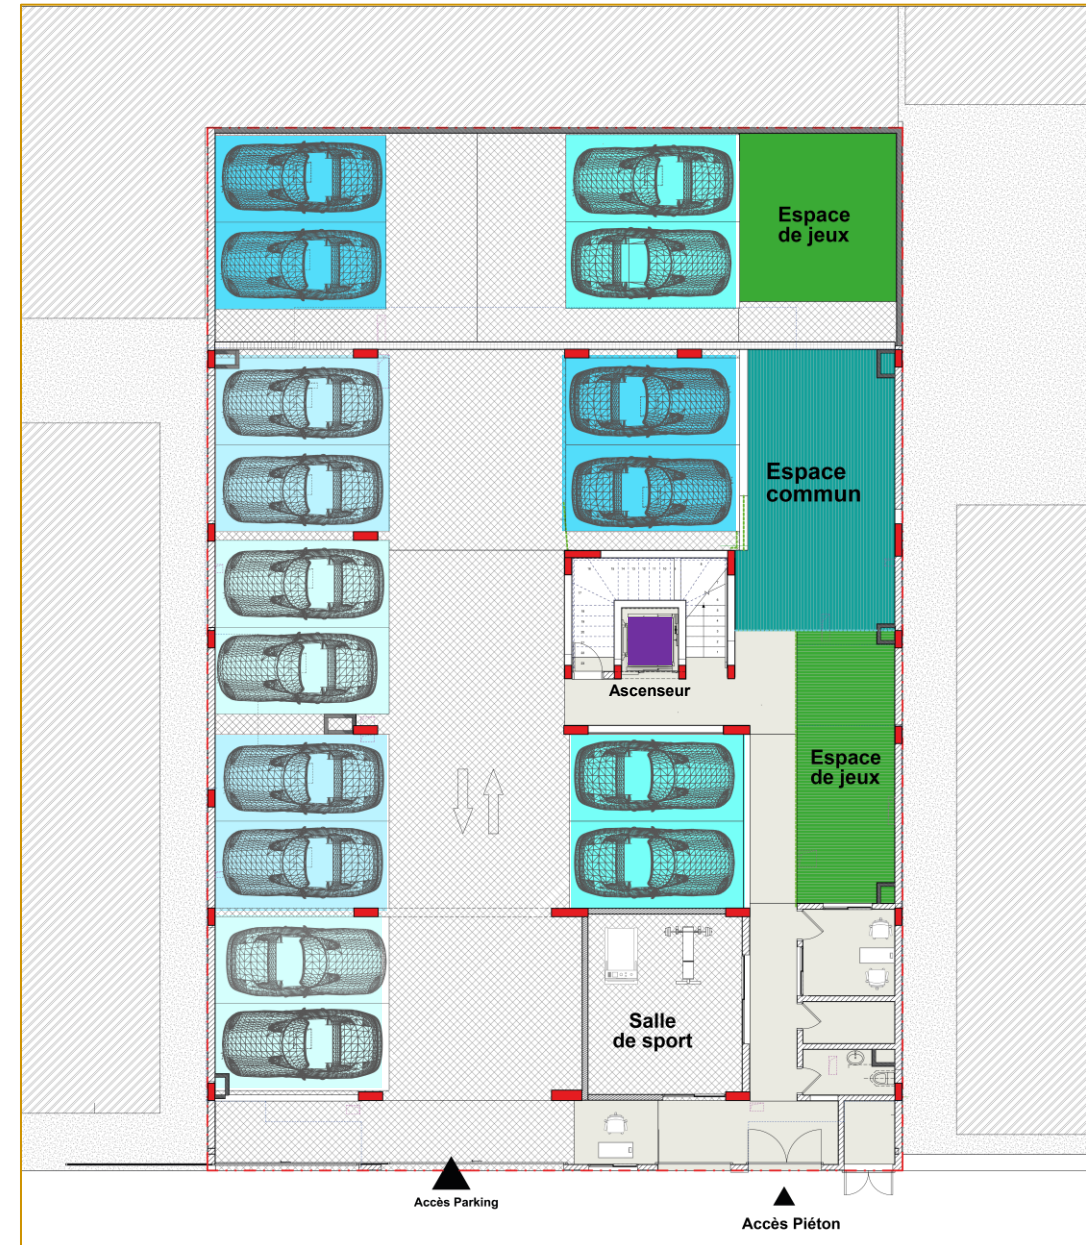 Espace
de jeux
Espace
commun
Ascenseur
Espace
de jeux
Salle
de sport
Accès Parking
Accès Piéton